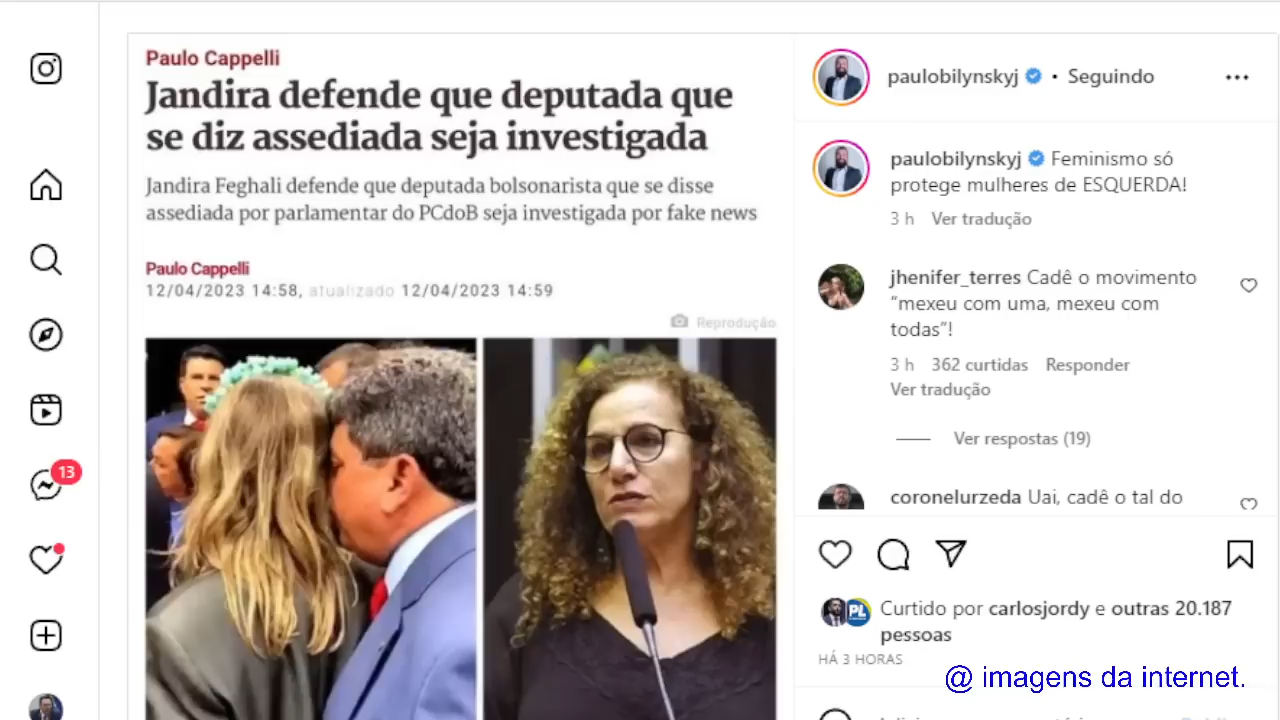 Paulo Cappelli
Jandira defende que deputada que
se diz assediada seja investigada
Jandira Feghali defende que deputada bolsonarista que se disse
assediada por parlamentar do PCdoB seja investigada por fake news
Paulo Cappelli
12/04/2023 14:58, atualizado 12/04/2023 14:59
Reprodução
paulobilynskyj • Seguindo
paulobilynskyj Feminismo só
protege mulheres de ESQUERDA!
3 h Ver tradução
jhenifer_terres Cadê o movimento
“mexeu com uma, mexeu com
todas”!
3 h 362 curtidas Responder
Ver tradução
Ver respostas (19)
coronelurzeda Uai, cadê o tal do
13
PL
Curtido por carlosjordy e outras 20.187
pessoas
HÁ 3 HORAS
@ imagens da internet.